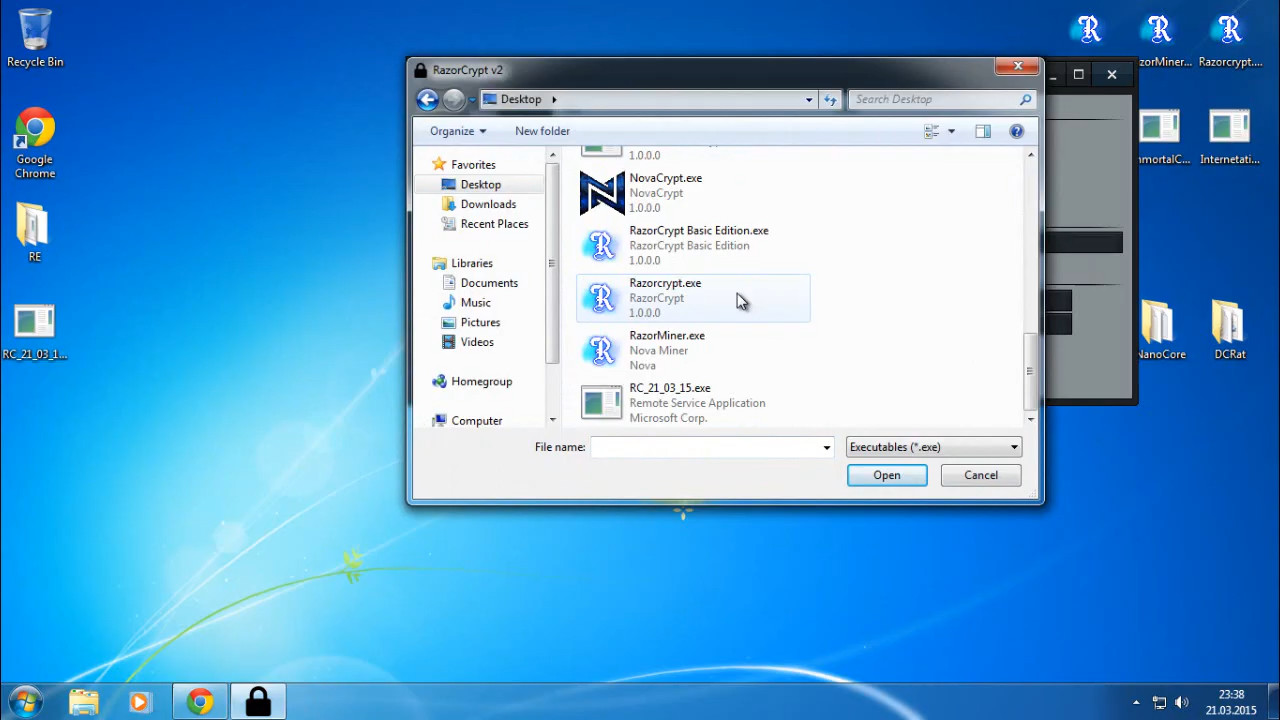 Recycle Bin
Google
Chrome
RE
RC_21_03_1...
RazorCrypt v2
Desktop
Search Desktop
Organize
New folder
Favorites
Desktop
Downloads
Recent Places
Libraries
Documents
Music
Pictures
Videos
Homegroup
Computer
1.0.0.0
NovaCrypt.exe
NovaCrypt
1.0.0.0
RazorCrypt Basic Edition.exe
RazorCrypt Basic Edition
1.0.0.0
Razorcrypt.exe
RazorCrypt
1.0.0.0
RazorMiner.exe
Nova Miner
Nova
RC_21_03_15.exe
Remote Service Application
Microsoft Corp.
File name:
Executables (*.exe)
Open
Cancel
zorMiner...
Razorcrypt....
nmortalC...
Internetati...
NanoCore
DCRat
23:38
21.03.2015